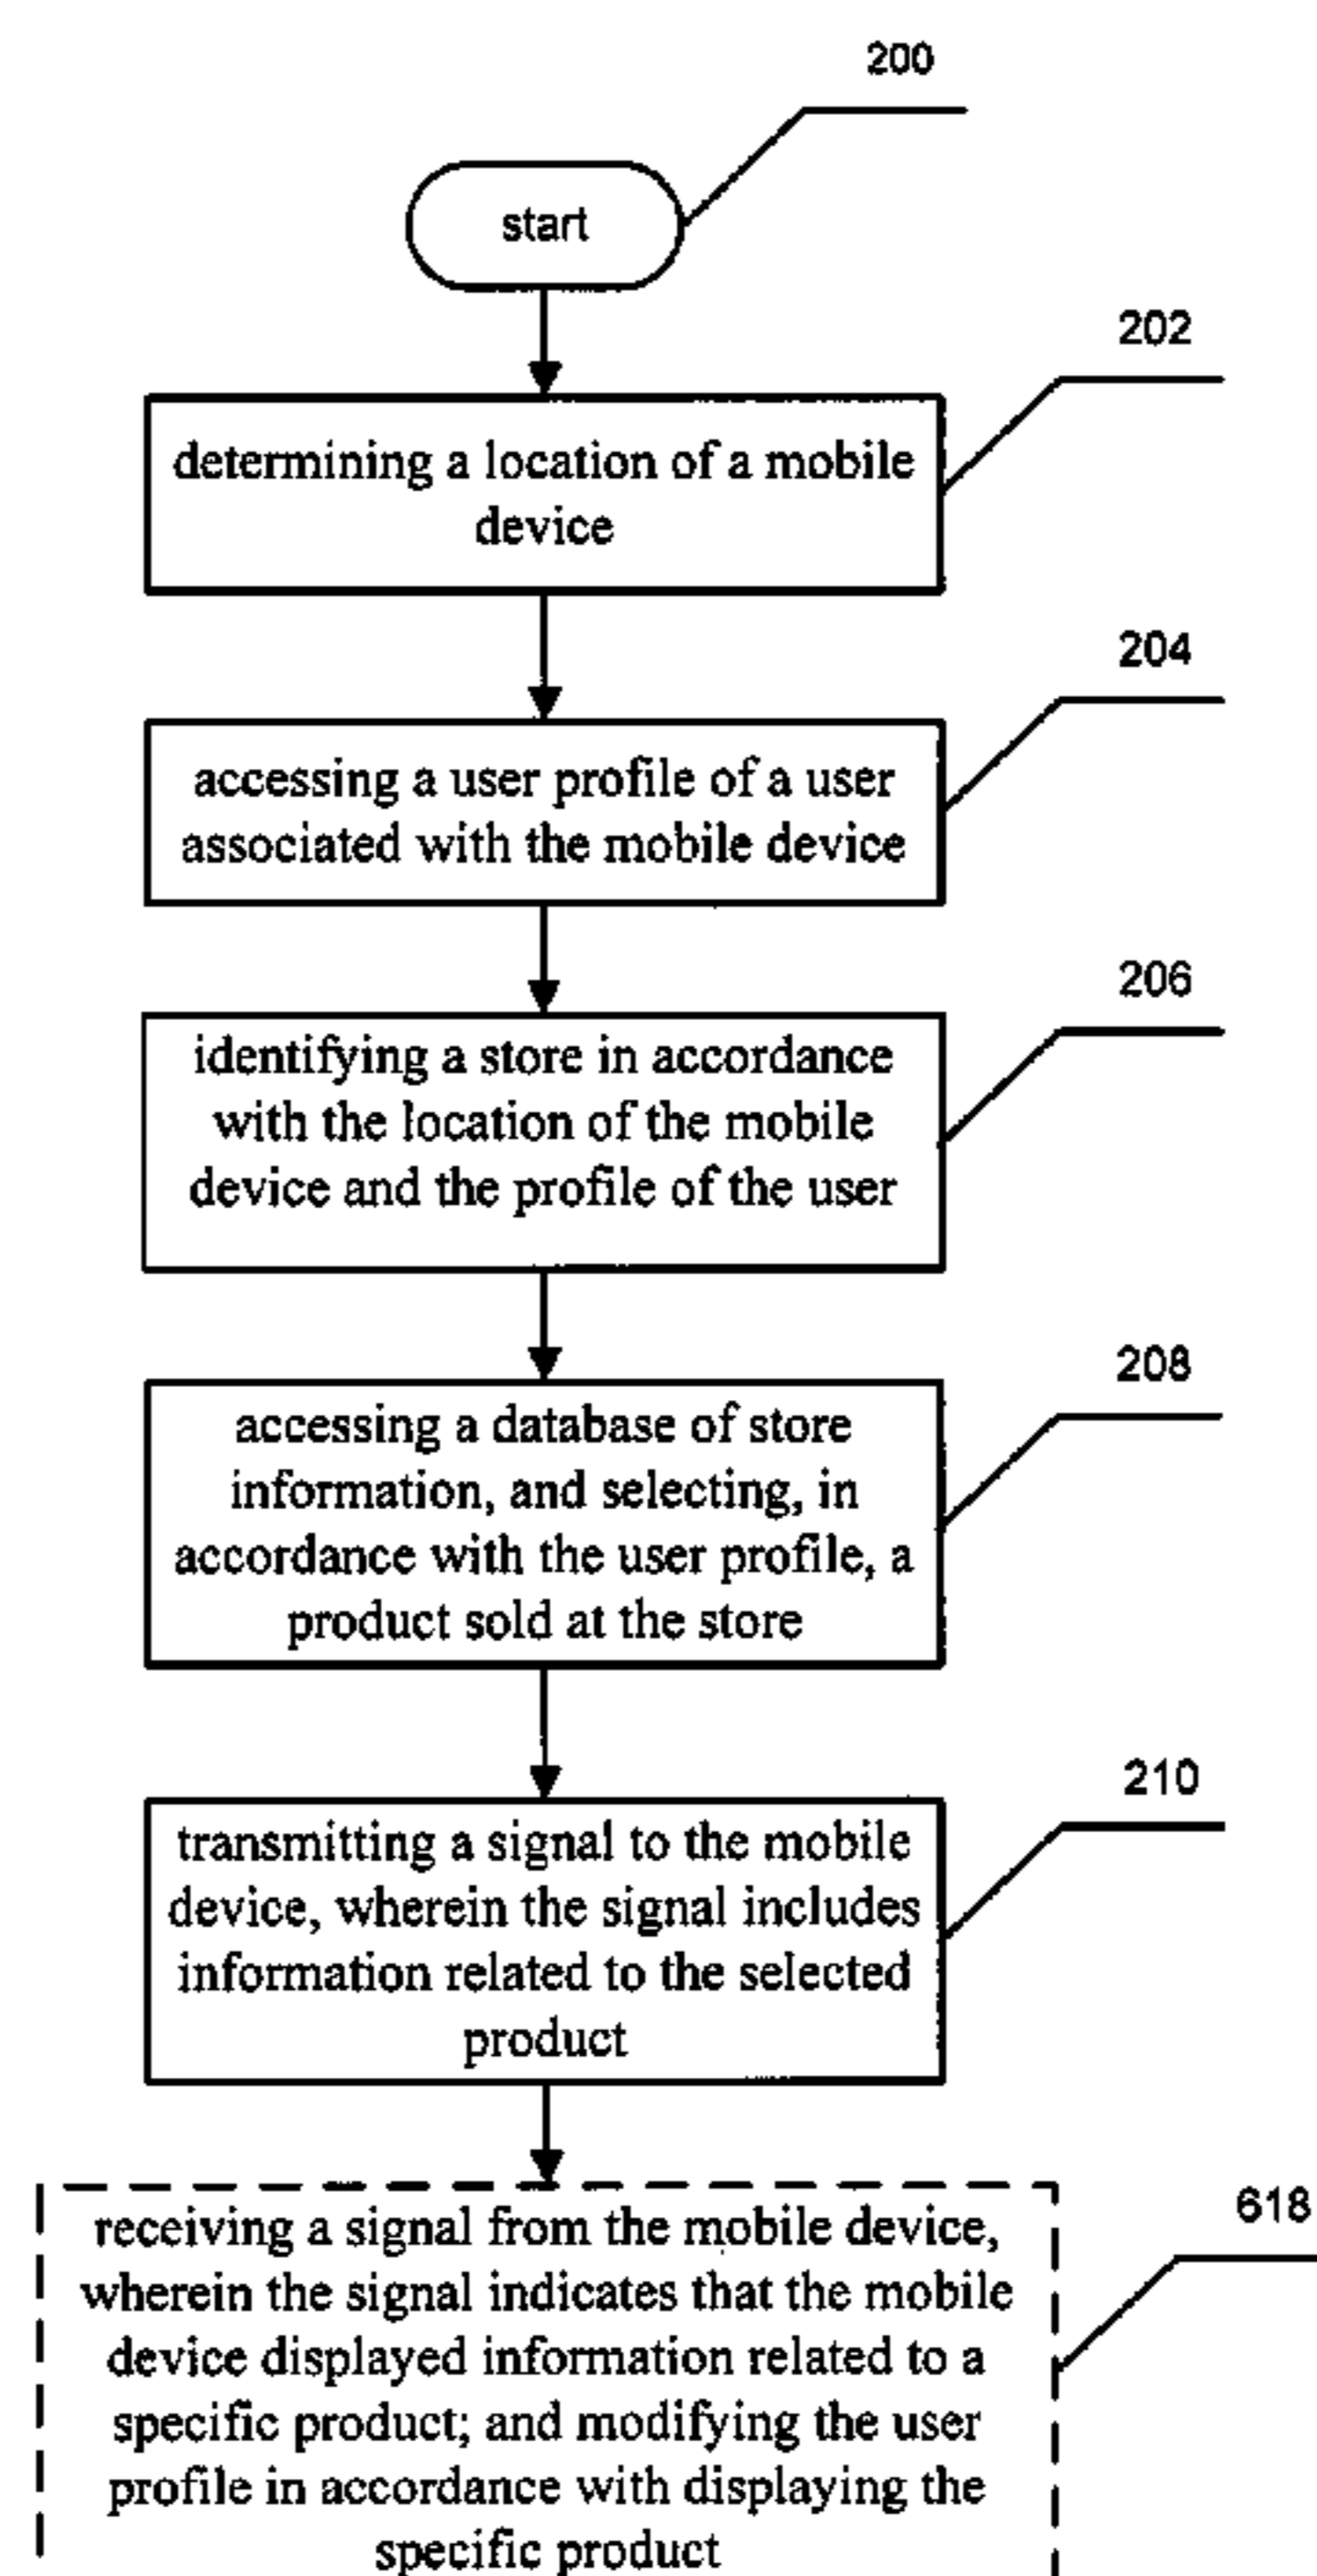 200
start
202
determining a location of a mobile
device
204
accessing a user profile of a user
associated with the mobile device
206
identifying a store in accordance
with the location of the mobile
device and the profile of the user
208
accessing a database of store
information, and selecting, in
accordance with the user profile, a
product sold at the store
210
transmitting a signal to the mobile
device, wherein the signal includes
information related to the selected
product
618
receiving a signal from the mobile device,
wherein the signal indicates that the mobile
device displayed information related to a
specific product; and modifying the user
profile in accordance with displaying the
specific product